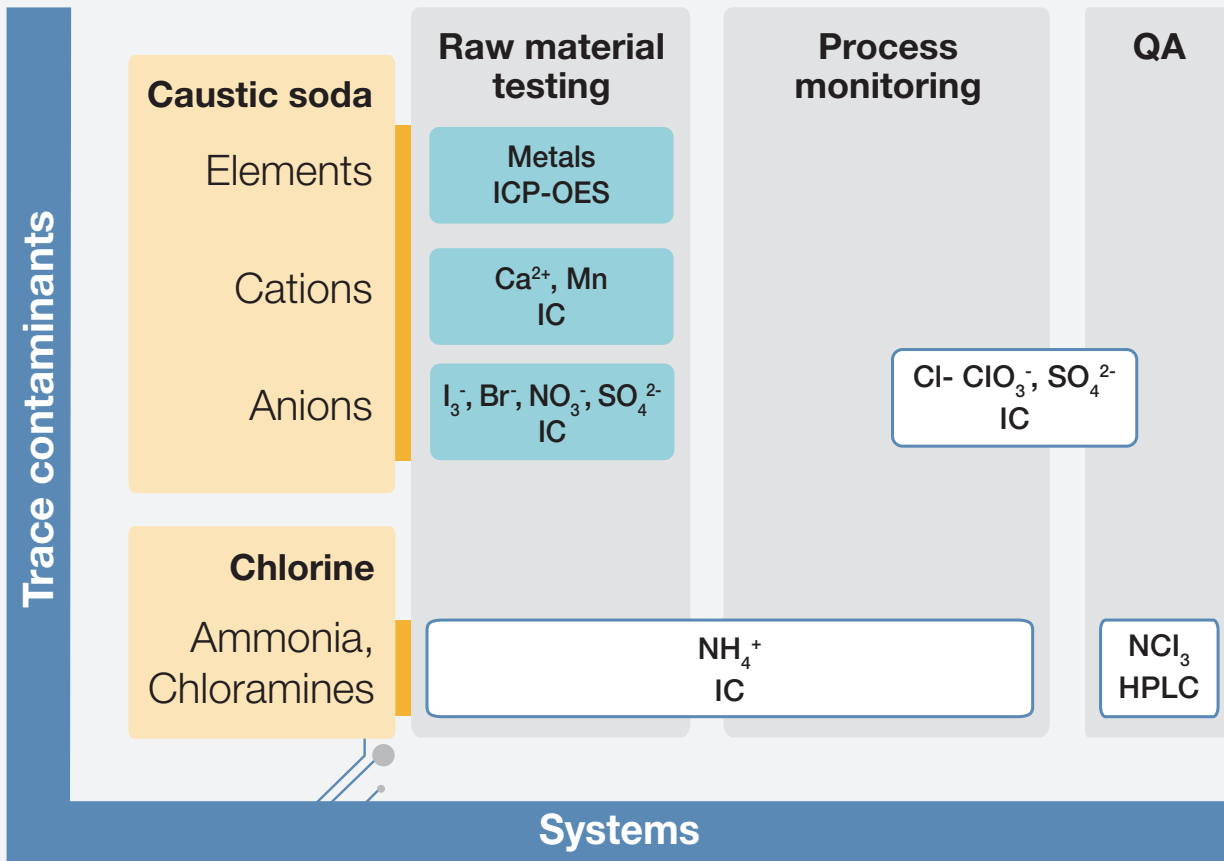 Trace contaminants
Raw material
testing
Process
monitoring
QA
Caustic soda
Elements
Metals
ICP-OES
Cations
Ca²⁺, Mn
IC
Anions
I₃⁻, Br⁻, NO₃⁻, SO₄²⁻
IC
Cl- ClO₃⁻, SO₄²⁻
IC
Chlorine
Ammonia,
Chloramines
NH₄⁺
IC
NCl₃
HPLC
Systems